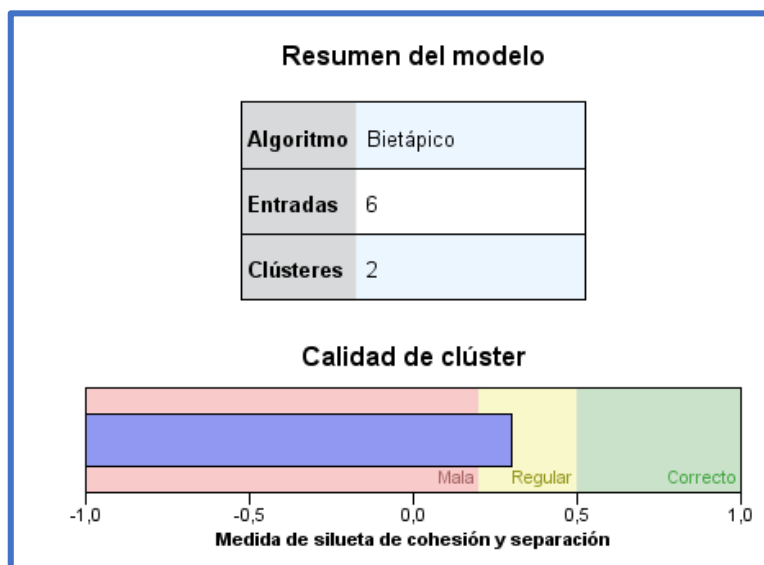 Resumen del modelo
Algoritmo Bietápico
Entradas 6
Clústeres 2
Calidad de clúster
Mala Regular Correcto
-1,0 -0,5 0,0 0,5 1,0
Medida de silueta de cohesión y separación